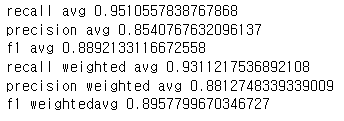 recall avg 0.9510557838767868
precision avg 0.8540767632096137
f1 avg 0.8892133116672558
recall weighted avg 0.9311217536892108
precision weighted avg 0.8812748339339009
f1 weightedavg 0.8957799670346727